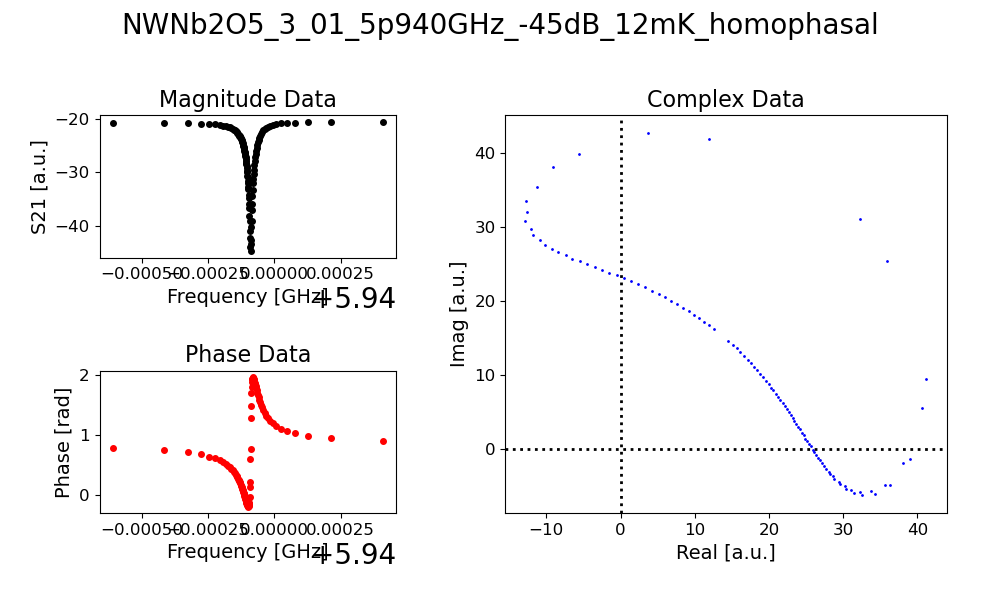 NWNb2O5_3_01_5p940GHz_-45dB_12mK_homophasal
Magnitude Data
S21 [a.u.]
−20
−30
−40
−0.00050 −0.00025 0.00000 0.00025
Frequency [GHz]
+5.94
Phase Data
Phase [rad]
2
1
0
−0.00050 −0.00025 0.00000 0.00025
Frequency [GHz]
+5.94
Complex Data
Imag [a.u.]
40
30
20
10
0
−10 0 10 20 30 40
Real [a.u.]